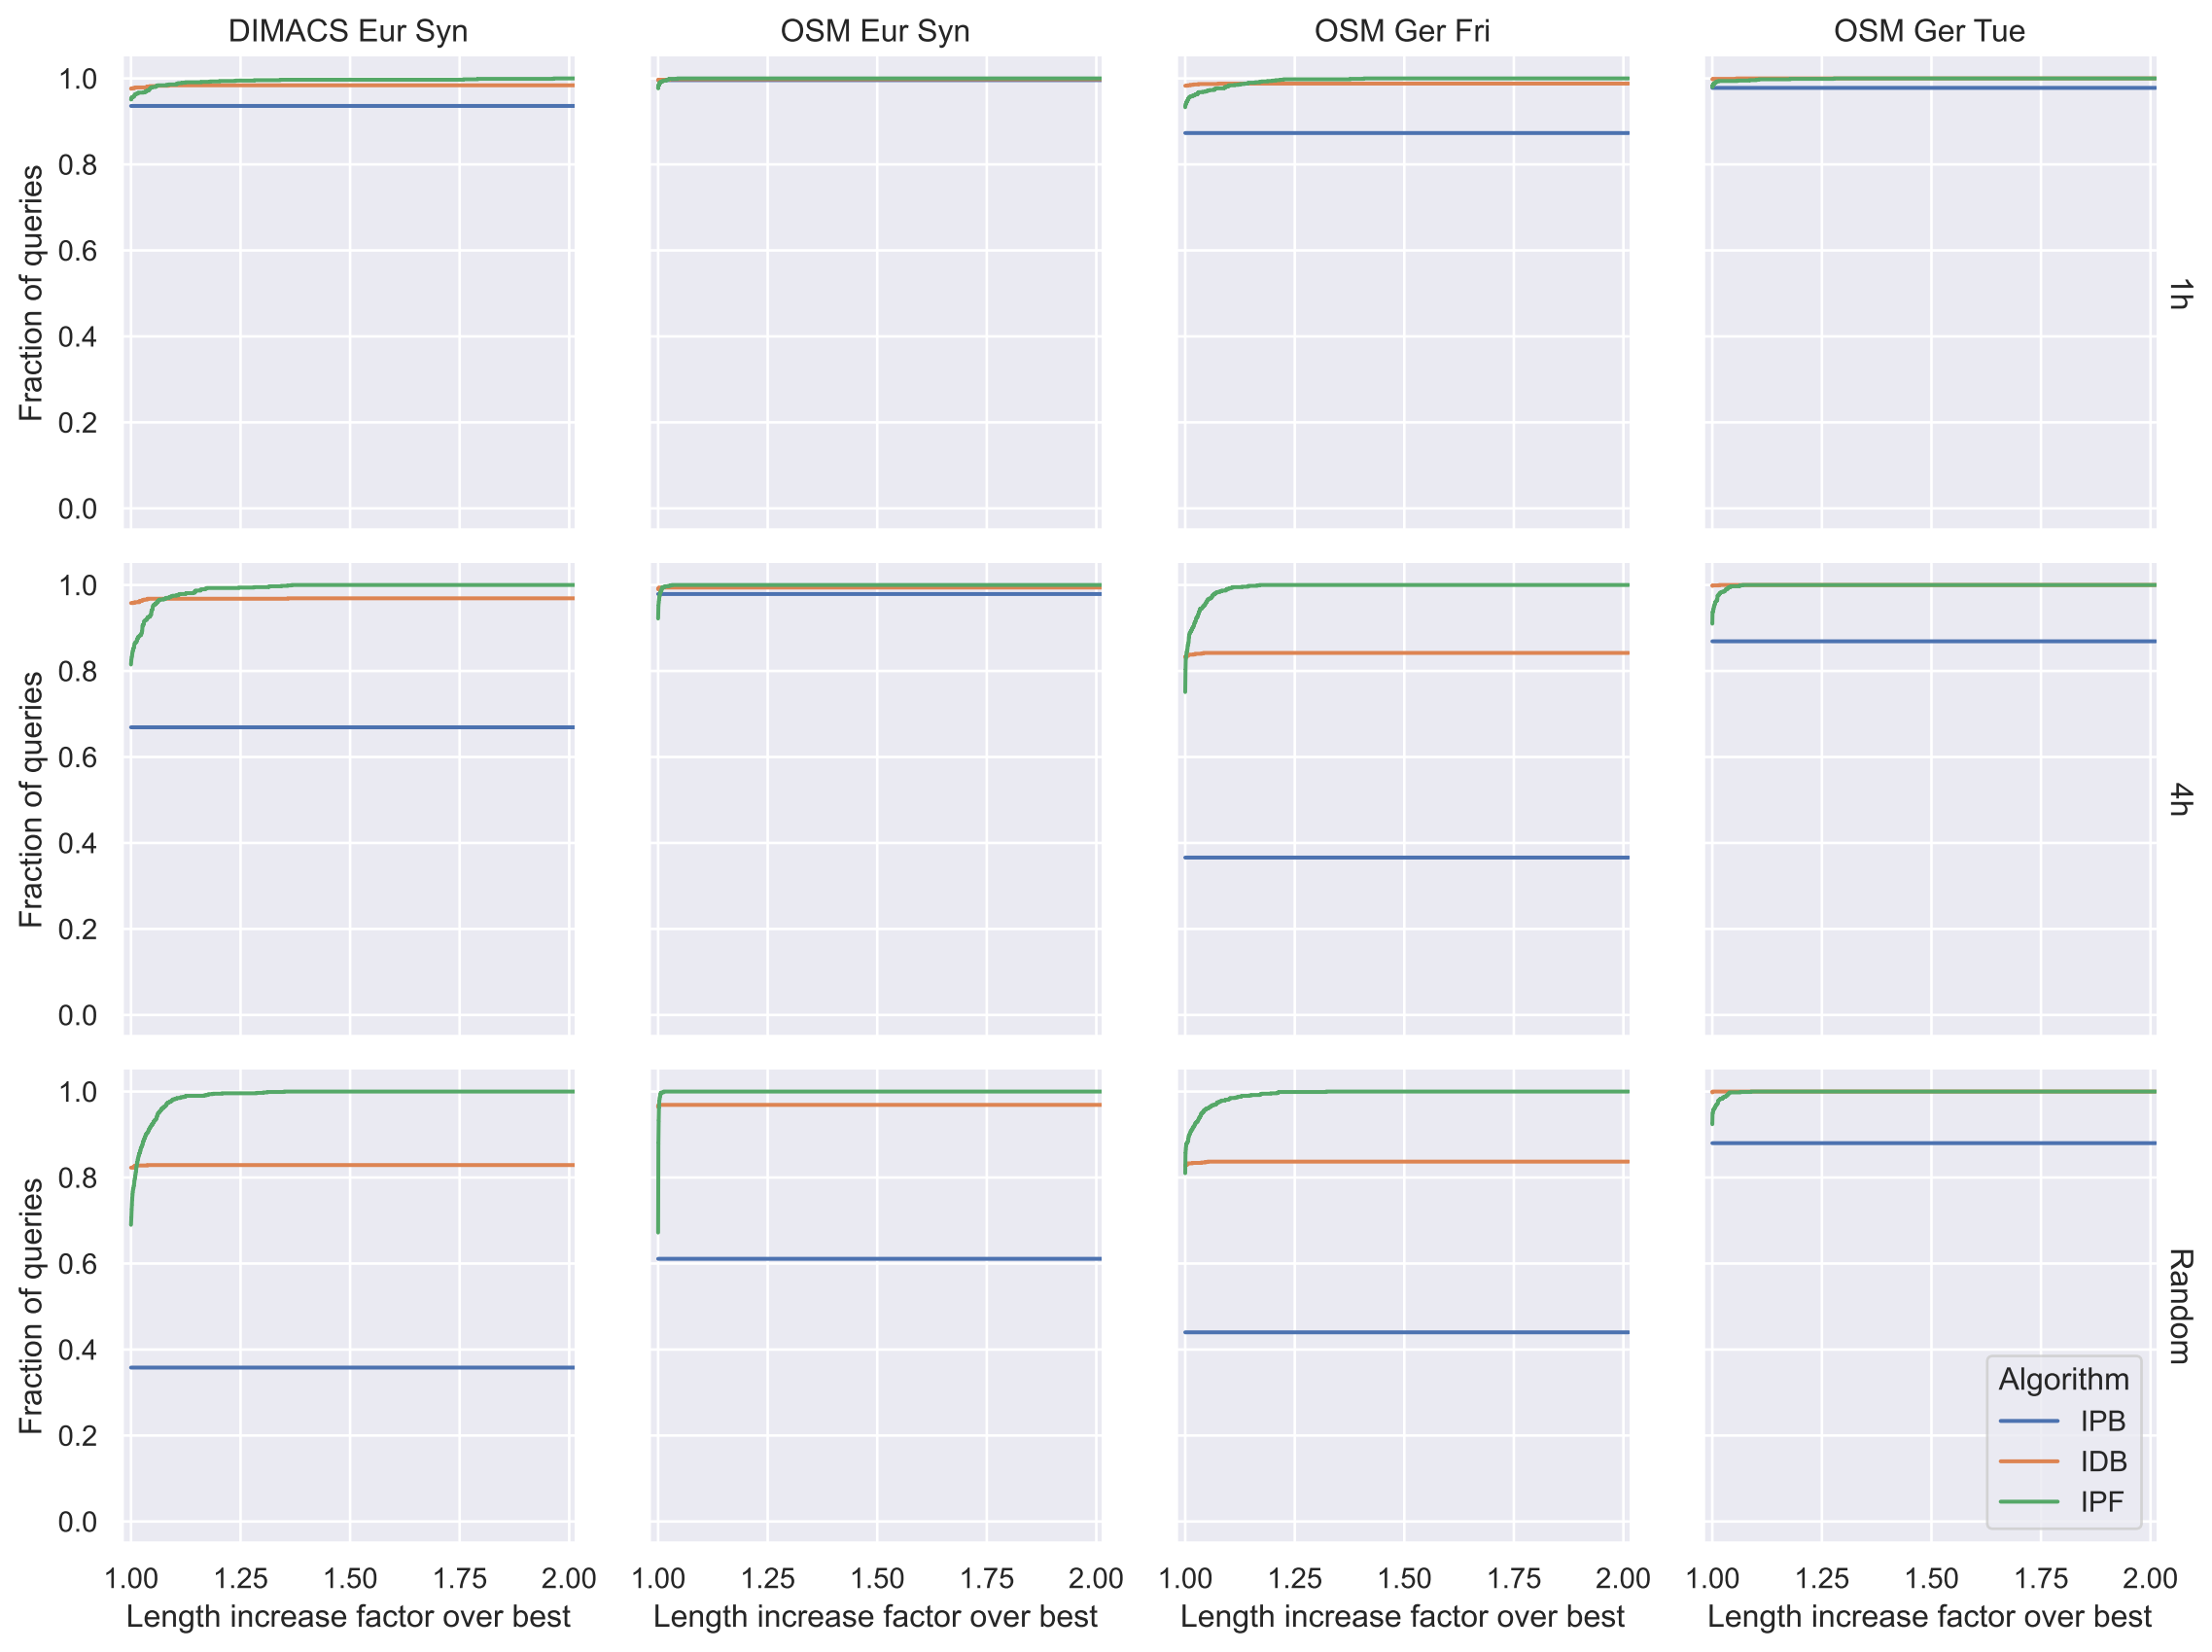 DIMACS Eur Syn
OSM Eur Syn
OSM Ger Fri
OSM Ger Tue
Fraction of queries
1.0
0.8
0.6
0.4
0.2
0.0
1h
Fraction of queries
1.0
0.8
0.6
0.4
0.2
0.0
4h
Fraction of queries
1.0
0.8
0.6
0.4
0.2
0.0
Random
Algorithm
IPB
IDB
IPF
1.00 1.25 1.50 1.75 2.00
Length increase factor over best
1.00 1.25 1.50 1.75 2.00
Length increase factor over best
1.00 1.25 1.50 1.75 2.00
Length increase factor over best
1.00 1.25 1.50 1.75 2.00
Length increase factor over best